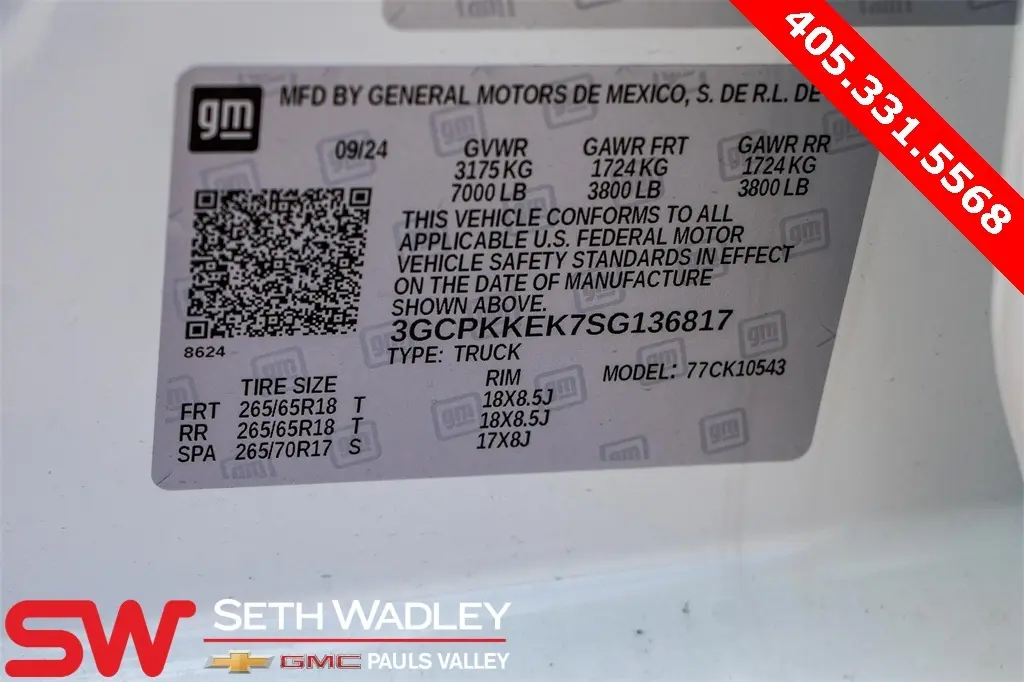 405.331.5568
gm
MFD BY GENERAL MOTORS DE MEXICO, S. DE R.L. DE
09/24 GVWR GAWR FRT GAWR RR
3175 KG 1724 KG 1724 KG
7000 LB 3800 LB 3800 LB
THIS VEHICLE CONFORMS TO ALL
APPLICABLE U.S. FEDERAL MOTOR
VEHICLE SAFETY STANDARDS IN EFFECT
ON THE DATE OF MANUFACTURE
SHOWN ABOVE.
3GCPKKEK7SG136817
8624
TYPE: TRUCK MODEL: 77CK10543
TIRE SIZE RIM
FRT 265/65R18 T 18X8.5J
RR 265/65R18 T 18X8.5J
SPA 265/70R17 S 17X8J
SW SETH WADLEY
GMC PAULS VALLEY